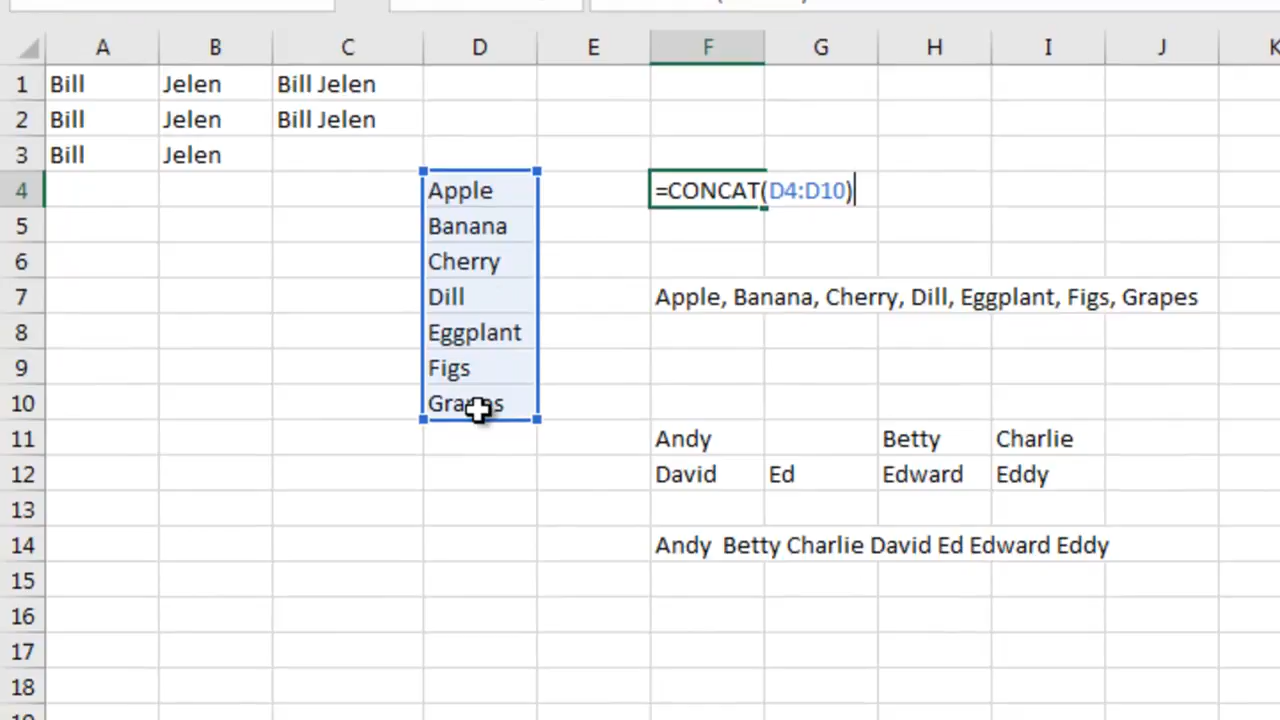 A B C D E F G H I J K
1 Bill Jelen Bill Jelen
2 Bill Jelen Bill Jelen
3 Bill Jelen
4 Apple =CONCAT(D4:D10)
5 Banana
6 Cherry
7 Dill Apple, Banana, Cherry, Dill, Eggplant, Figs, Grapes
8 Eggplant
9 Figs
10 Grapes
11 Andy Betty Charlie
12 David Ed Edward Eddy
13
14 Andy  Betty Charlie David Ed Edward Eddy
15
16
17
18